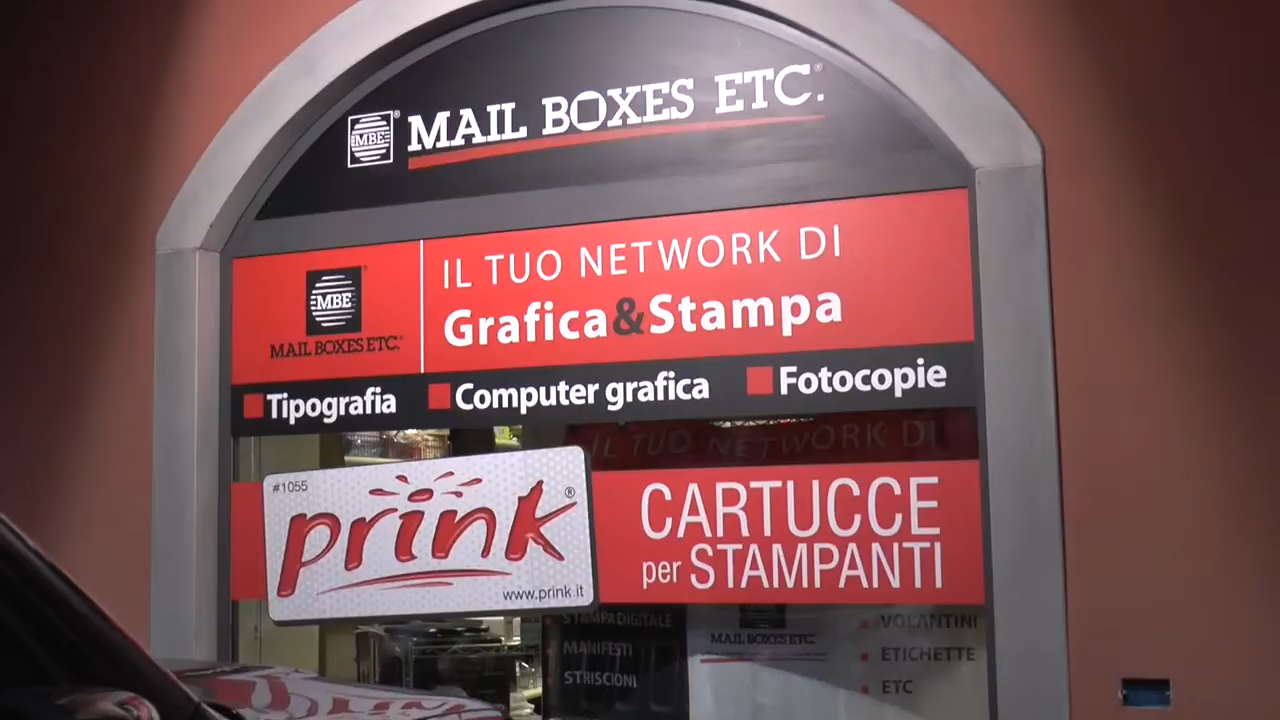 MBE® MAIL BOXES ETC.®
IL TUO NETWORK DI
Grafica&Stampa
MBE
MAIL BOXES ETC.®
Tipografia
Computer grafica
Fotocopie
IL TUO NETWORK DI
#1055
prink®
www.prink.it
CARTUCCE
per STAMPANTI
STAMPA DIGITALE
MANIFESTI
STRISCIONI
MAIL BOXES ETC.
VOLANTINI
ETICHETTE
ETC